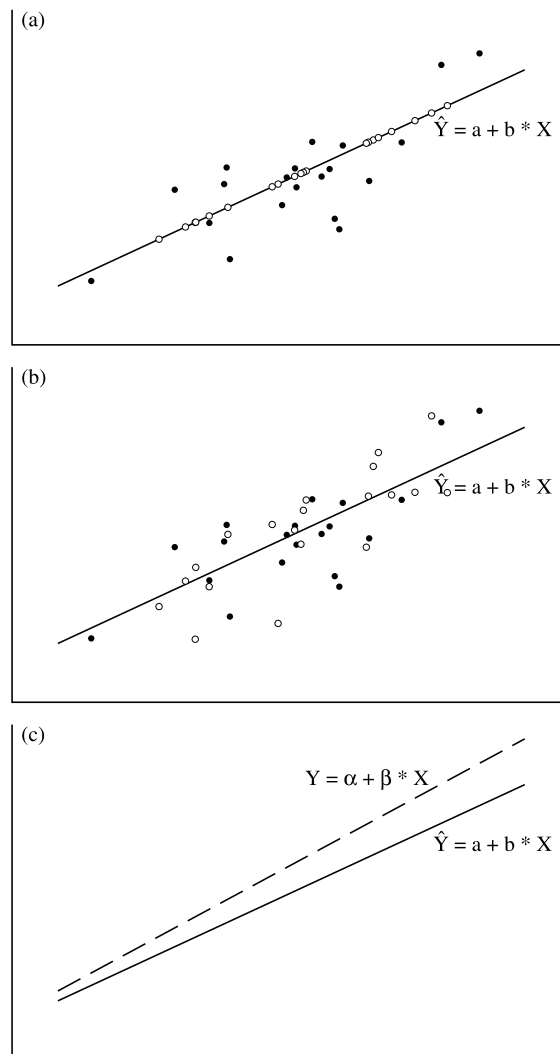 (a)
Ŷ = a + b * X
(b)
Ŷ = a + b * X
(c)
Y = α + β * X
Ŷ = a + b * X